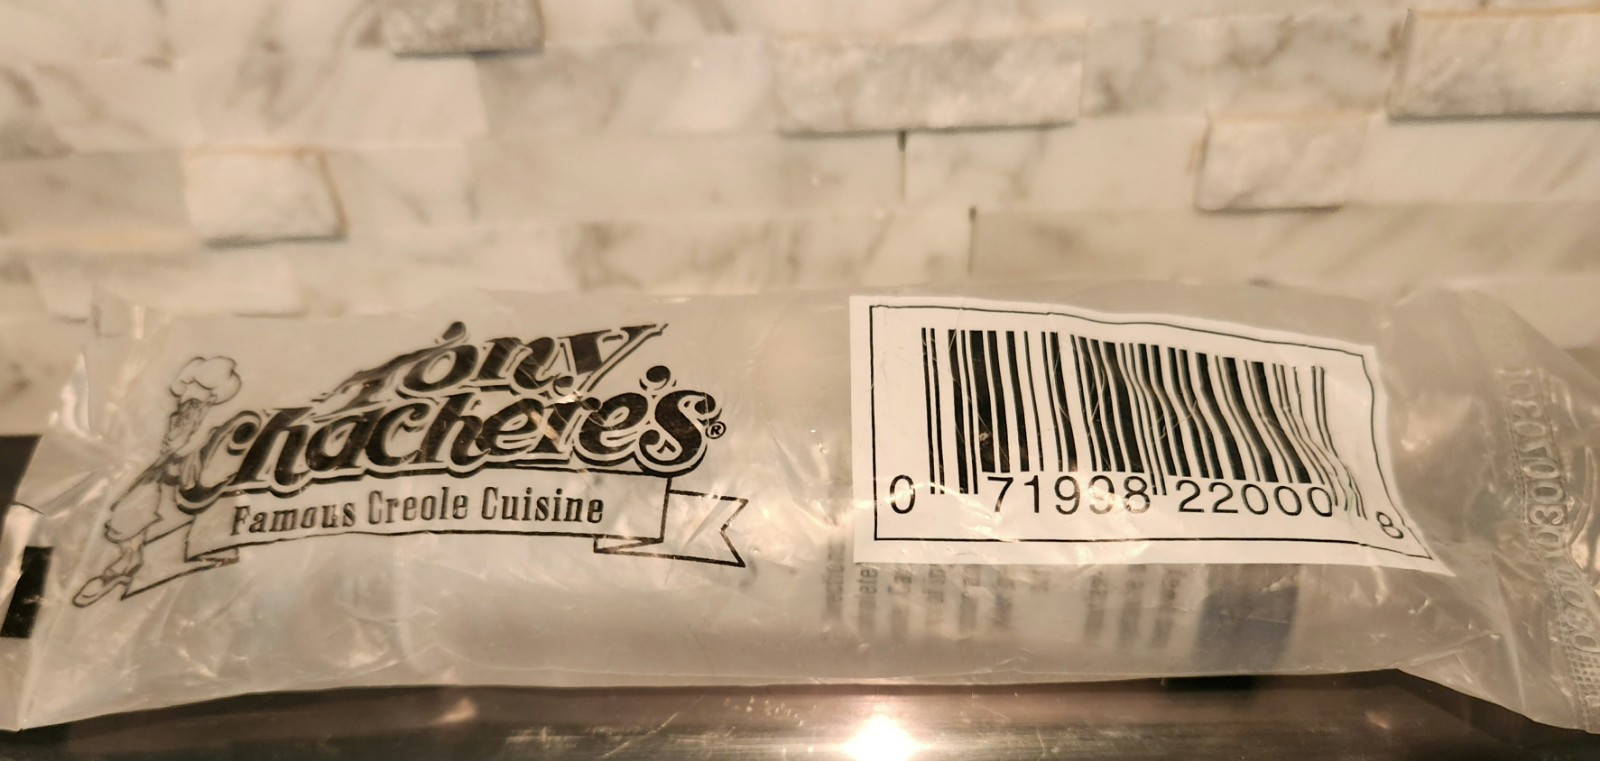 Tony
Chachere's®
Famous Creole Cuisine
0 71998 22000 8